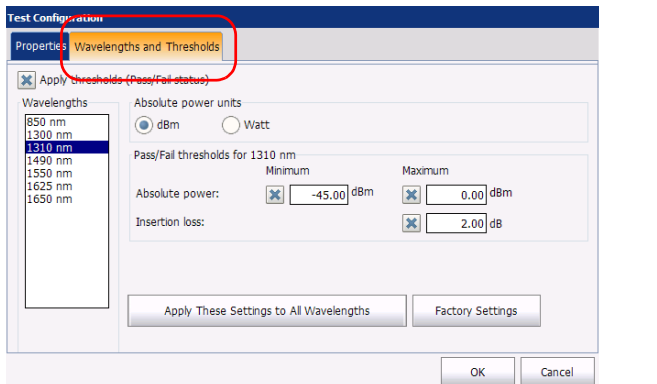 Test Configuration
Properties Wavelengths and Thresholds
Apply thresholds (Pass/Fail status)
Wavelengths
850 nm
1300 nm
1310 nm
1490 nm
1550 nm
1625 nm
1650 nm
Absolute power units
dBm Watt
Pass/Fail thresholds for 1310 nm
Minimum Maximum
Absolute power: -45.00 dBm 0.00 dBm
Insertion loss: 2.00 dB
Apply These Settings to All Wavelengths Factory Settings
OK Cancel